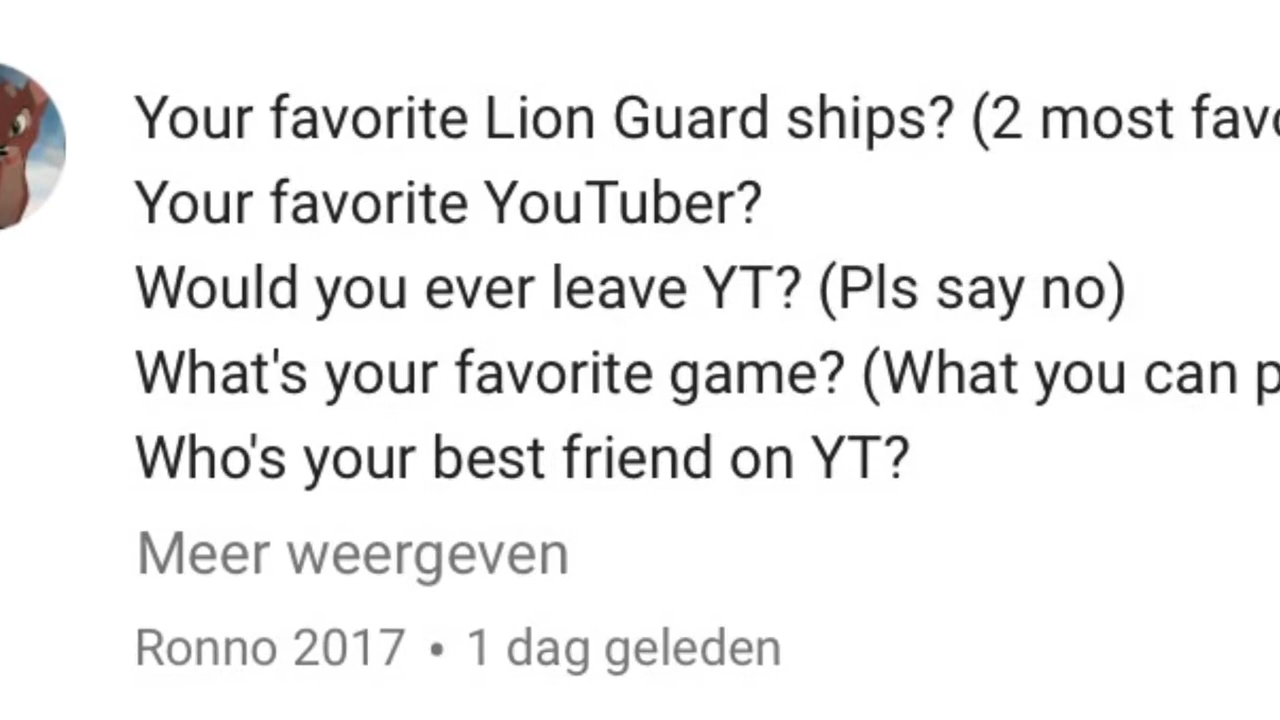 Your favorite Lion Guard ships? (2 most
Your favorite YouTuber?
Would you ever leave YT? (Pls say no)
What's your favorite game? (What you can
Who's your best friend on YT?
Meer weergeven
Ronno 2017 • 1 dag geleden